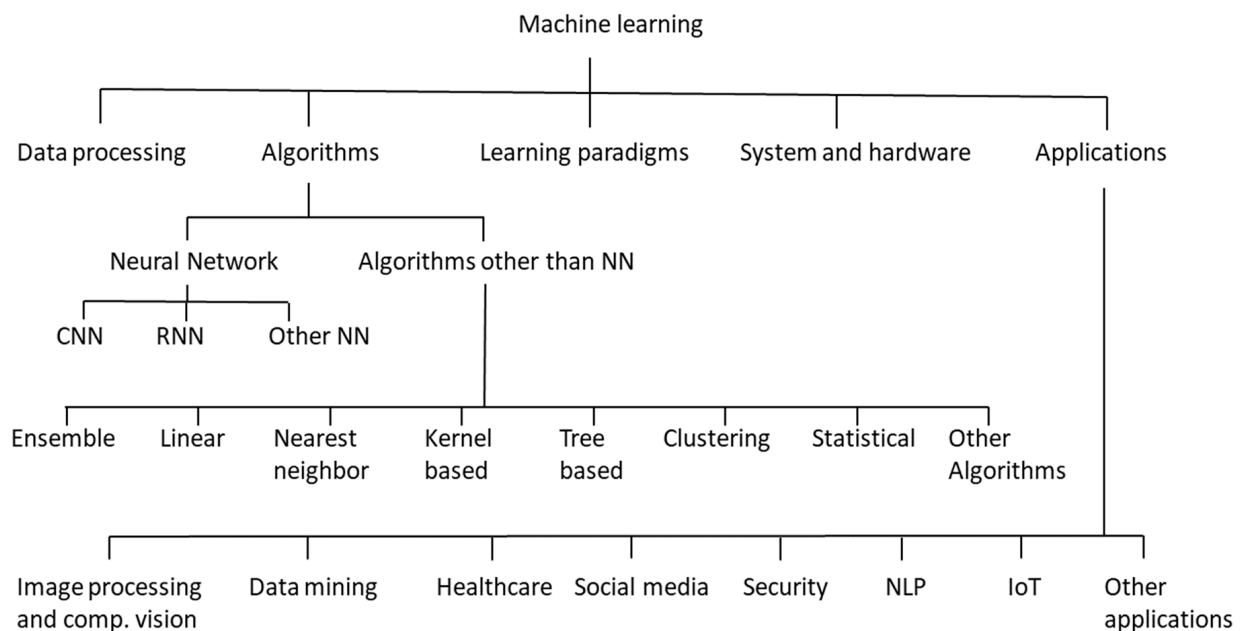 Machine learning
Data processing
Algorithms
Learning paradigms
System and hardware
Applications
Neural Network
Algorithms other than NN
CNN
RNN
Other NN
Ensemble
Linear
Nearest
neighbor
Kernel
based
Tree
based
Clustering
Statistical
Other
Algorithms
Image processing
and comp. vision
Data mining
Healthcare
Social media
Security
NLP
IoT
Other
applications